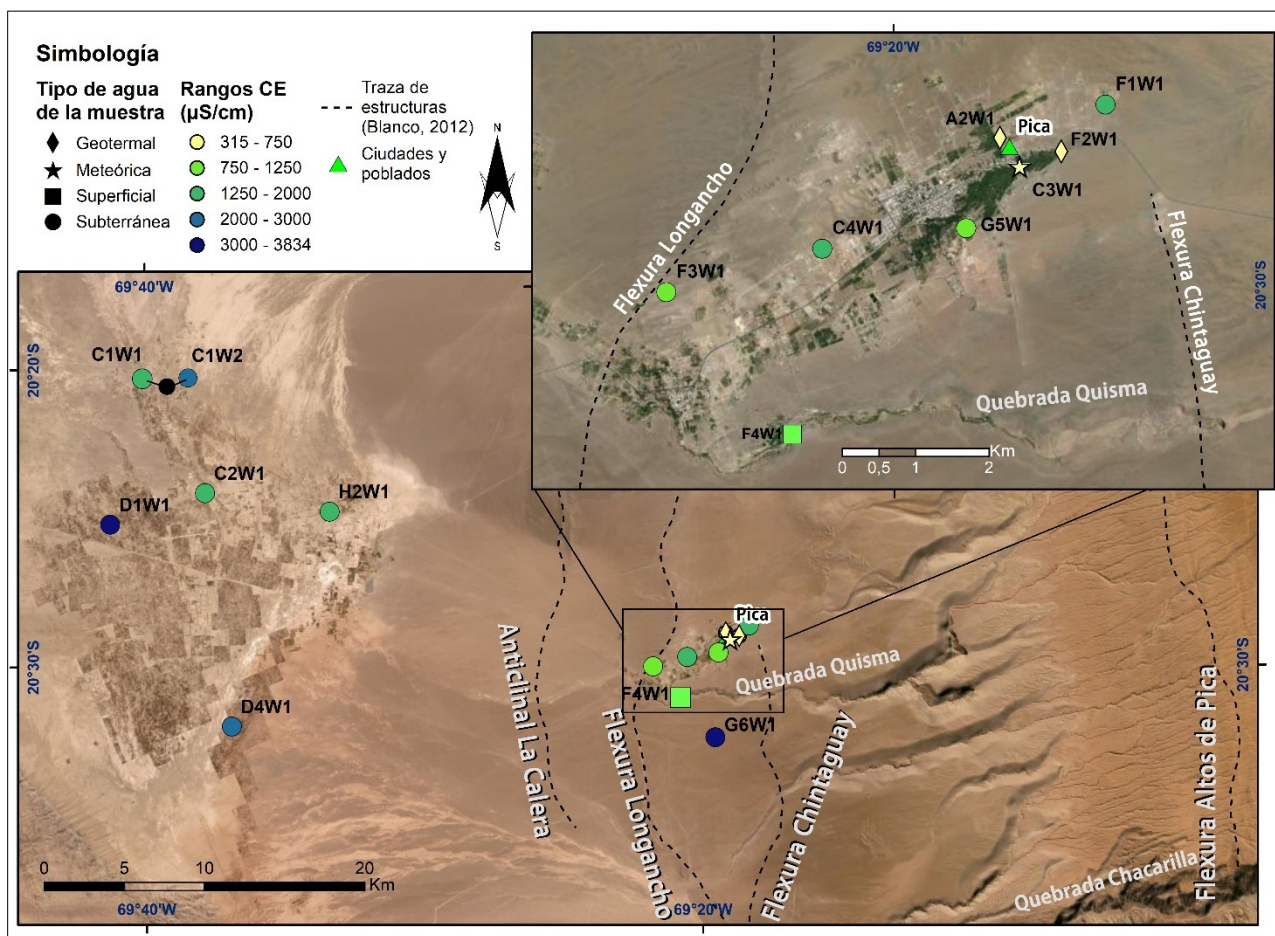 Simbología
Tipo de agua
de la muestra
Geotermal
Meteórica
Superficial
Subterránea
Rangos CE
(µS/cm)
315 - 750
750 - 1250
1250 - 2000
2000 - 3000
3000 - 3834
Traza de
estructuras
(Blanco, 2012)
Ciudades y
poblados
N
S
69°20'W
F1W1
A2W1
Pica
F2W1
C3W1
G5W1
C4W1
F3W1
Flexura Longancho
Flexura Chintaguay
20°30'S
Quebrada Quisma
F4W1
0 0,5 1 2
Km
69°40'W
20°20'S
C1W1
C1W2
C2W1
H2W1
D1W1
20°30'S
D4W1
Anticlinal La Calera
Pica
Quebrada Quisma
F4W1
G6W1
Flexura Longancho
Flexura Chintaguay
20°30'S
Flexura Altos de Pica
Quebrada Chacarilla
0 5 10 20
Km
69°40'W
69°20'W